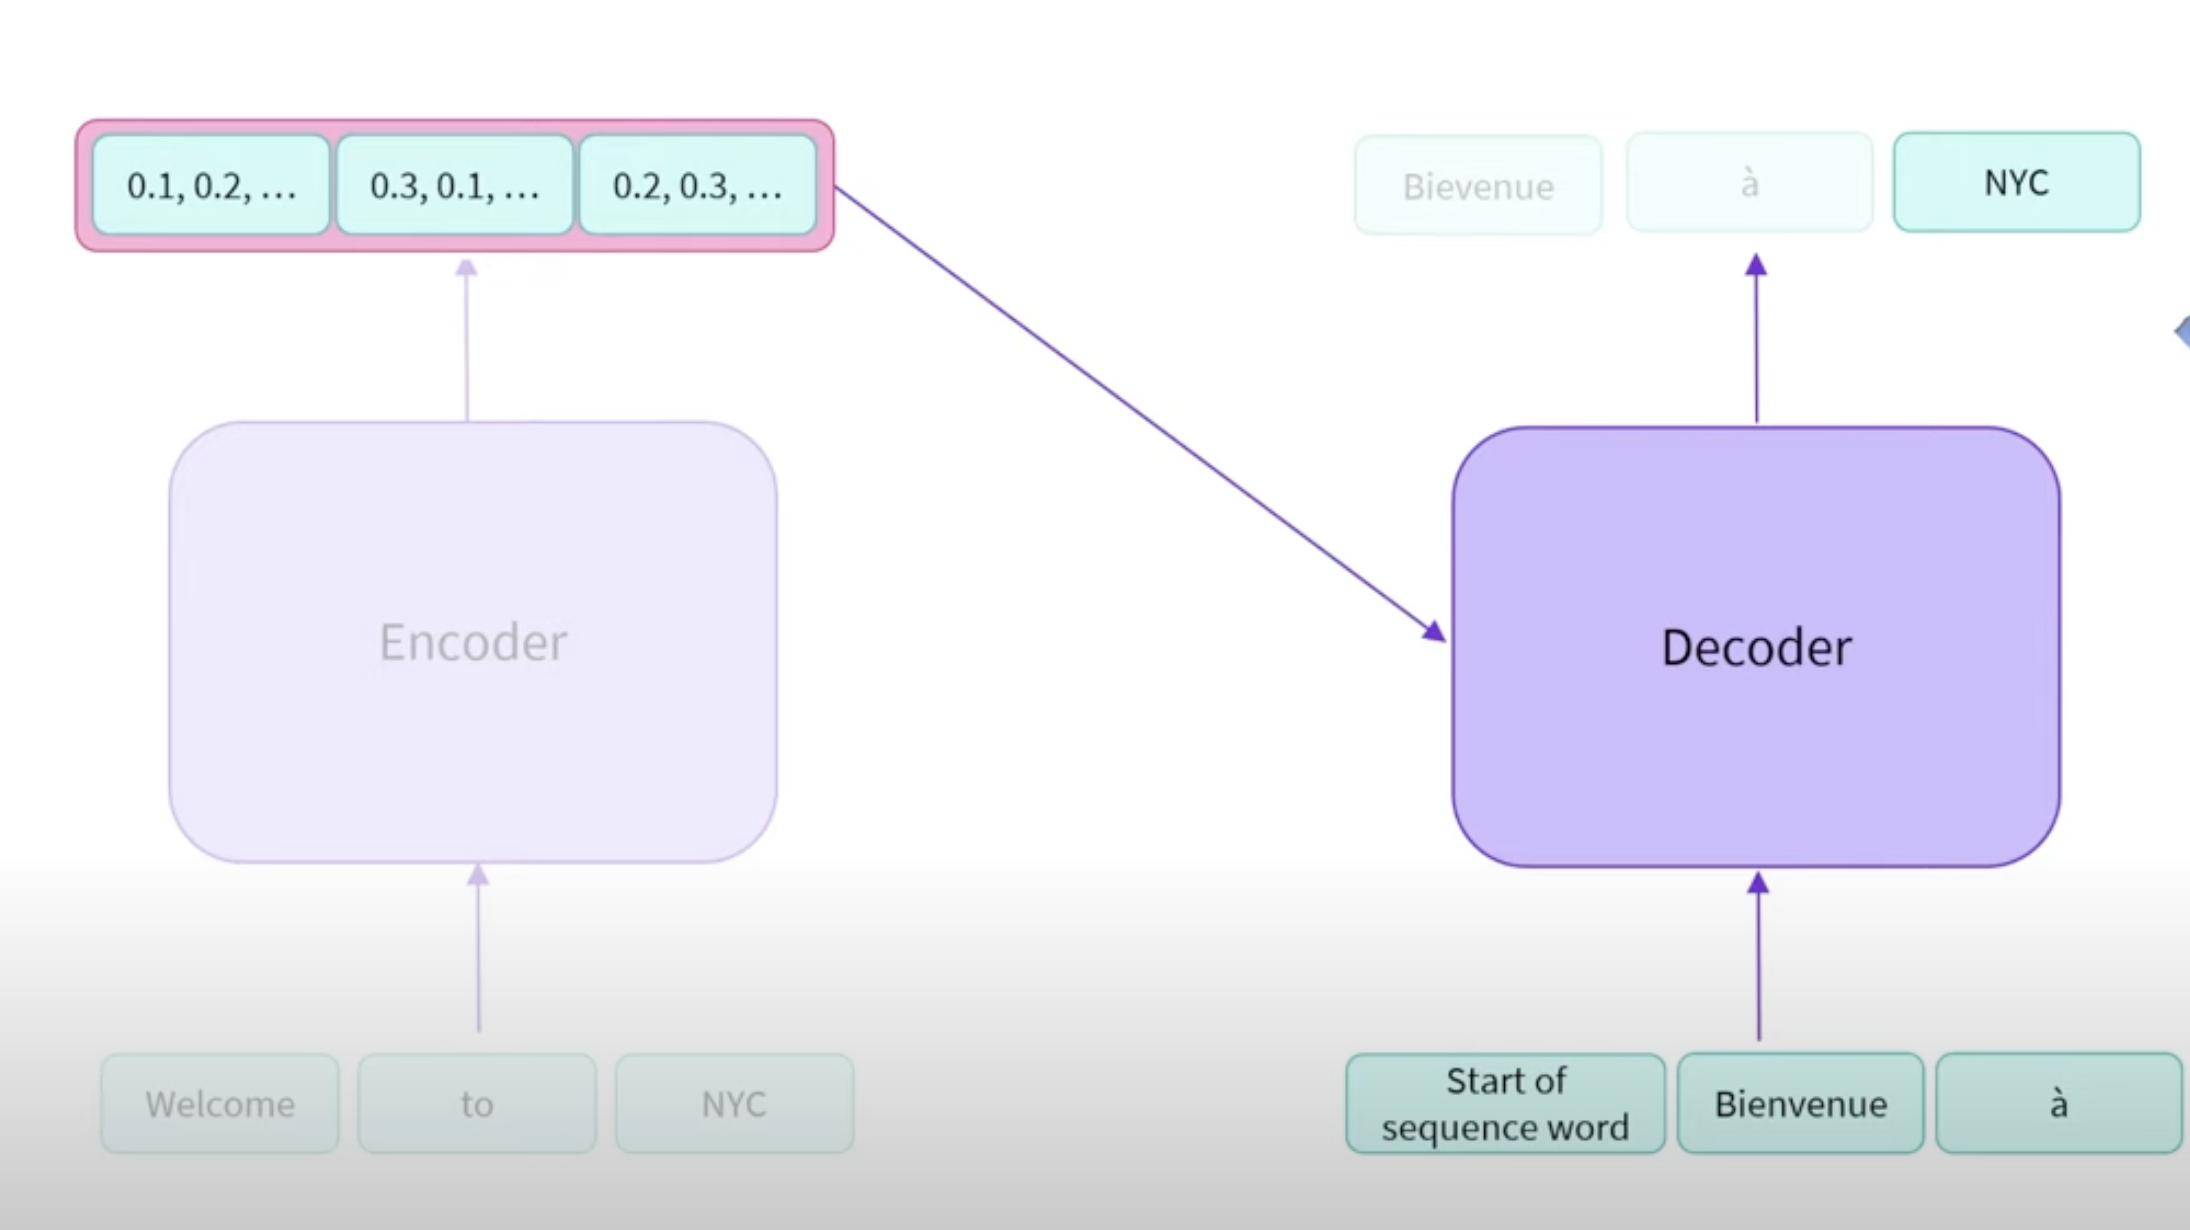 0.1, 0.2, …
0.3, 0.1, …
0.2, 0.3, …
Bievenue
à
NYC
Encoder
Decoder
Welcome
to
NYC
Start of
sequence word
Bienvenue
à